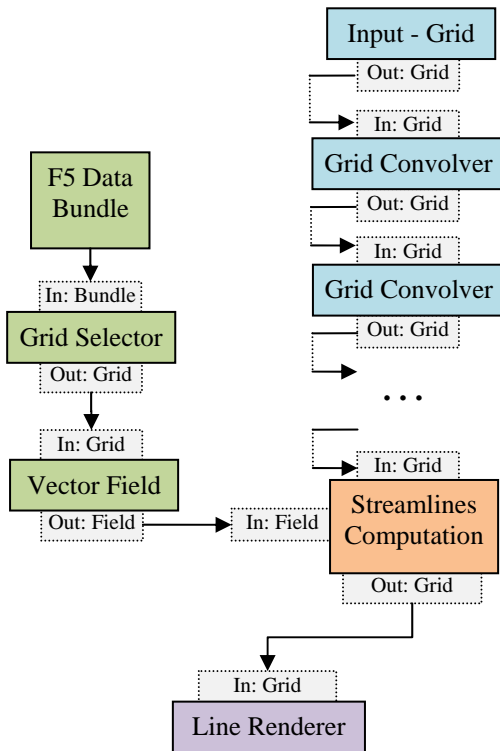 Input - Grid
Out: Grid
In: Grid
Grid Convolver
Out: Grid
In: Grid
Grid Convolver
Out: Grid
...
In: Grid
F5 Data
Bundle
In: Bundle
Grid Selector
Out: Grid
In: Grid
Vector Field
Out: Field
In: Field
Streamlines
Computation
Out: Grid
In: Grid
Line Renderer